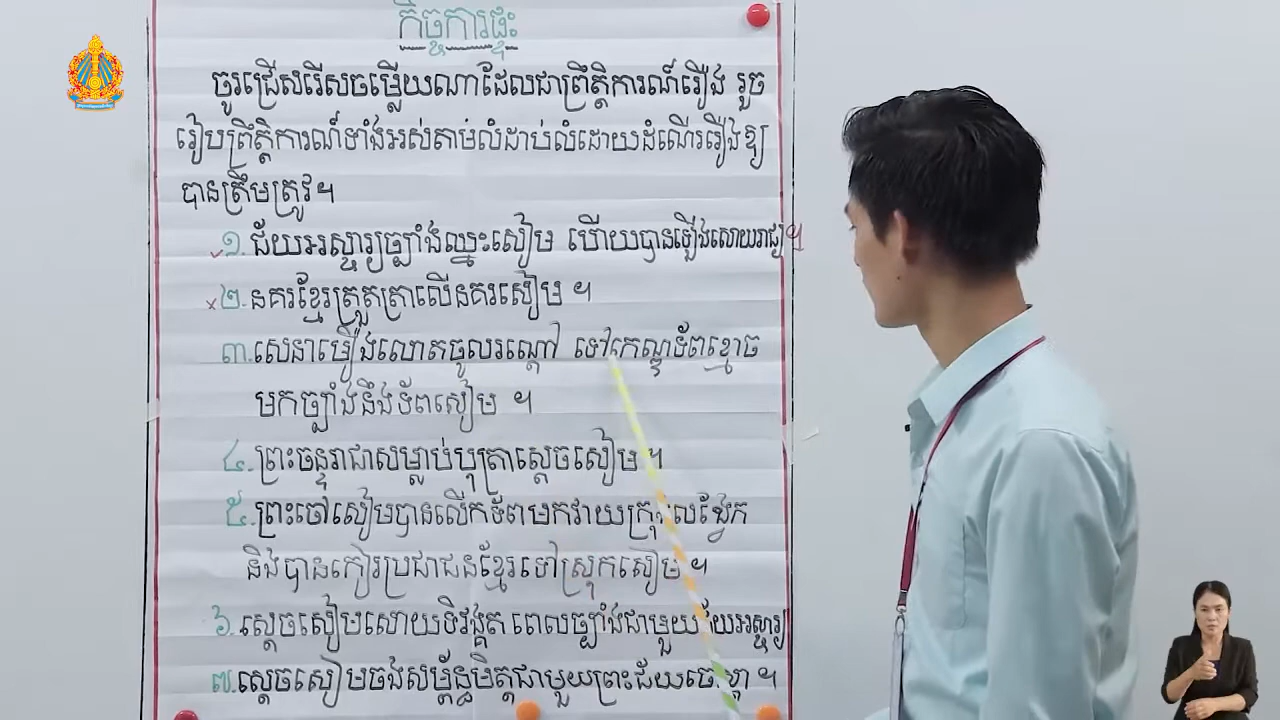 កិច្ចការផ្ទះ
ចូរជ្រើសរើសចម្លើយណាដែលជាព្រឹត្តិការណ៍រឿង រួច
រៀបព្រឹត្តិការណ៍ទាំងអស់តាមលំដាប់លំដោយដំណើររឿងឱ្យ
បានត្រឹមត្រូវ។
១.ជ័យអស្ចារ្យច្បាំងឈ្នះសៀម ហើយបានឡើងសោយរាជ្យ។
២.នគរខ្មែរត្រួតត្រាលើនគរសៀម ។
៣.សេនាមឿងលោតចូលរណ្តៅ ទៅកេណ្ឌទ័ពខ្មោច
មកច្បាំងនឹងទ័ពសៀម ។
៤.ព្រះចន្ទរាជាសម្លាប់បុត្រាស្តេចសៀម ។
៥.ព្រះចៅសៀមបានលើកទ័ពមកវាយក្រុងលង្វែក
និងបានកៀរប្រជាជនខ្មែរទៅស្រុកសៀម ។
៦.ស្តេចសៀមសោយទិវង្គត ពេលច្បាំងជាមួយជ័យអស្ចារ្យ
៧.ស្តេចសៀមចងសម្ព័ន្ធមិត្តជាមួយព្រះជ័យចេស្តា ។